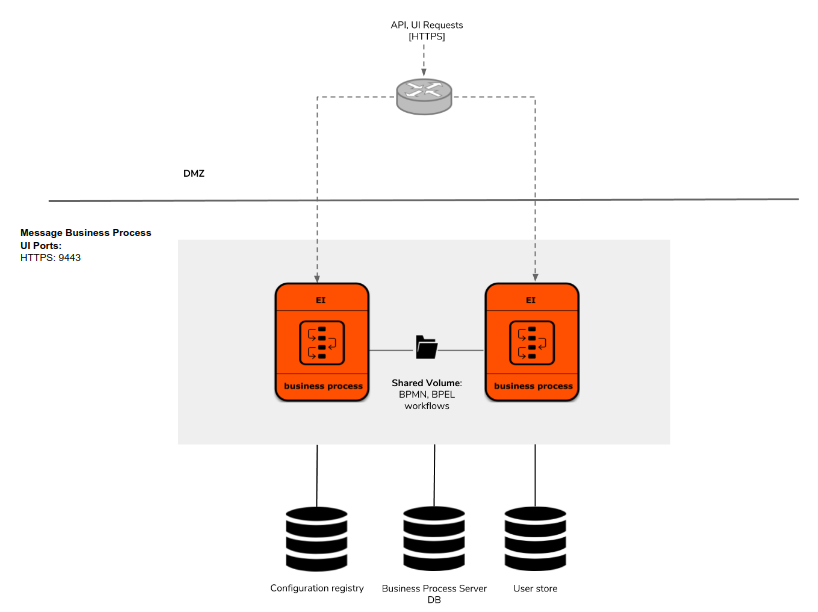 API, UI Requests
[HTTPS]
DMZ
Message Business Process
UI Ports:
HTTPS: 9443
EI
business process
EI
business process
Shared Volume:
BPMN, BPEL
workflows
Configuration registry
Business Process Server
DB
User store